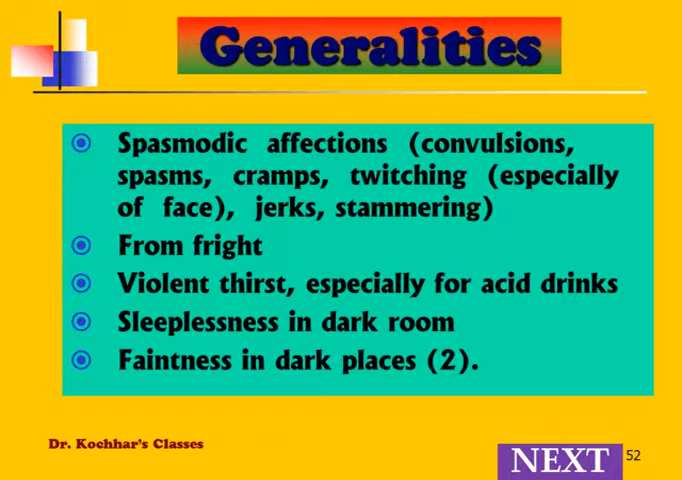 Generalities
Spasmodic affections (convulsions,
spasms, cramps, twitching (especially
of face), jerks, stammering)
From fright
Violent thirst, especially for acid drinks
Sleeplessness in dark room
Faintness in dark places (2).
Dr. Kochhar's Classes
NEXT
52